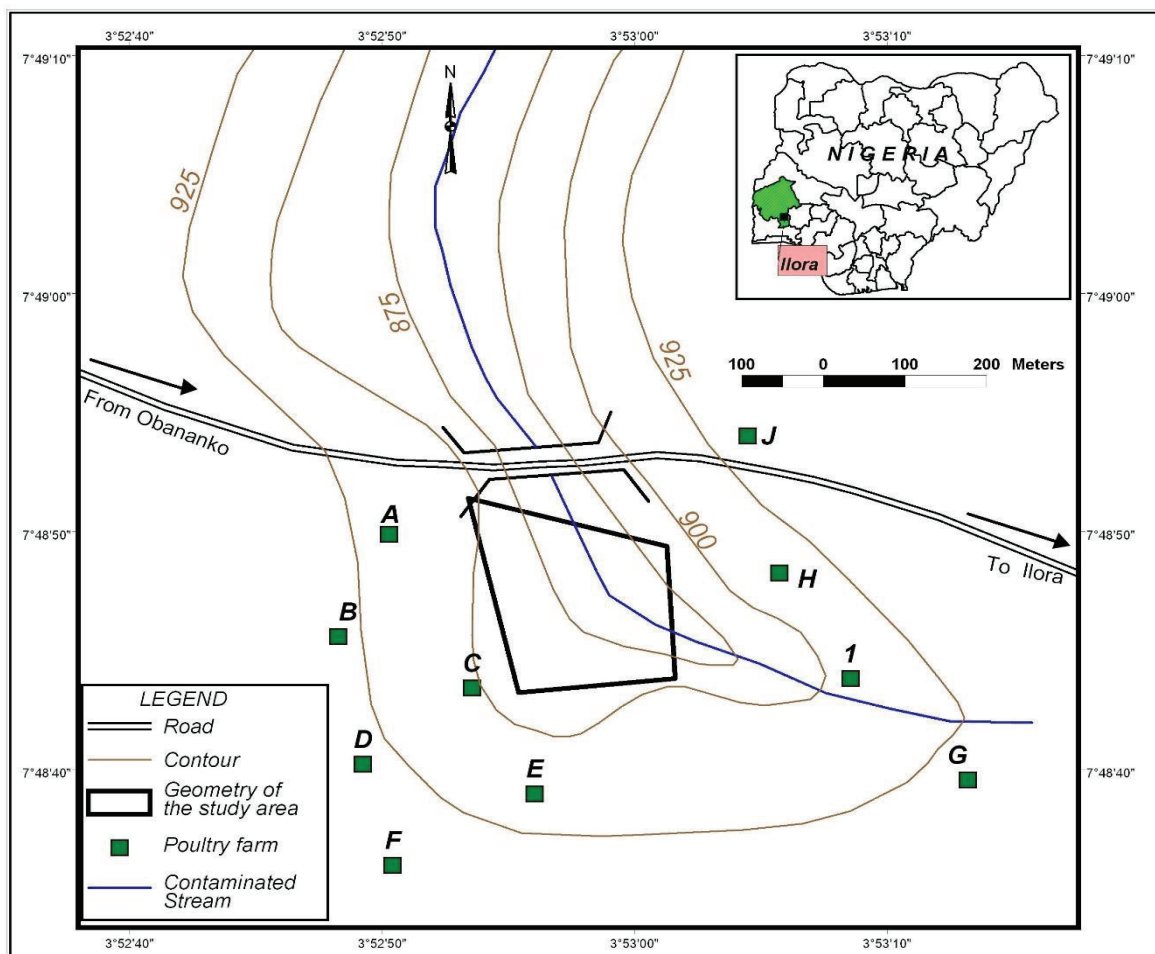 3°52'40"
3°52'50"
3°53'00"
3°53'10"
7°49'10"
7°49'10"
N
NIGERIA
Ilora
925
875
925
7°49'00"
7°49'00"
100 0 100 200 Meters
From Obananko
J
A
900
7°48'50"
7°48'50"
To Ilora
H
B
C
1
LEGEND
Road
Contour
Geometry of
the study area
Poultry farm
Contaminated
Stream
D
E
G
7°48'40"
7°48'40"
F
3°52'40"
3°52'50"
3°53'00"
3°53'10"